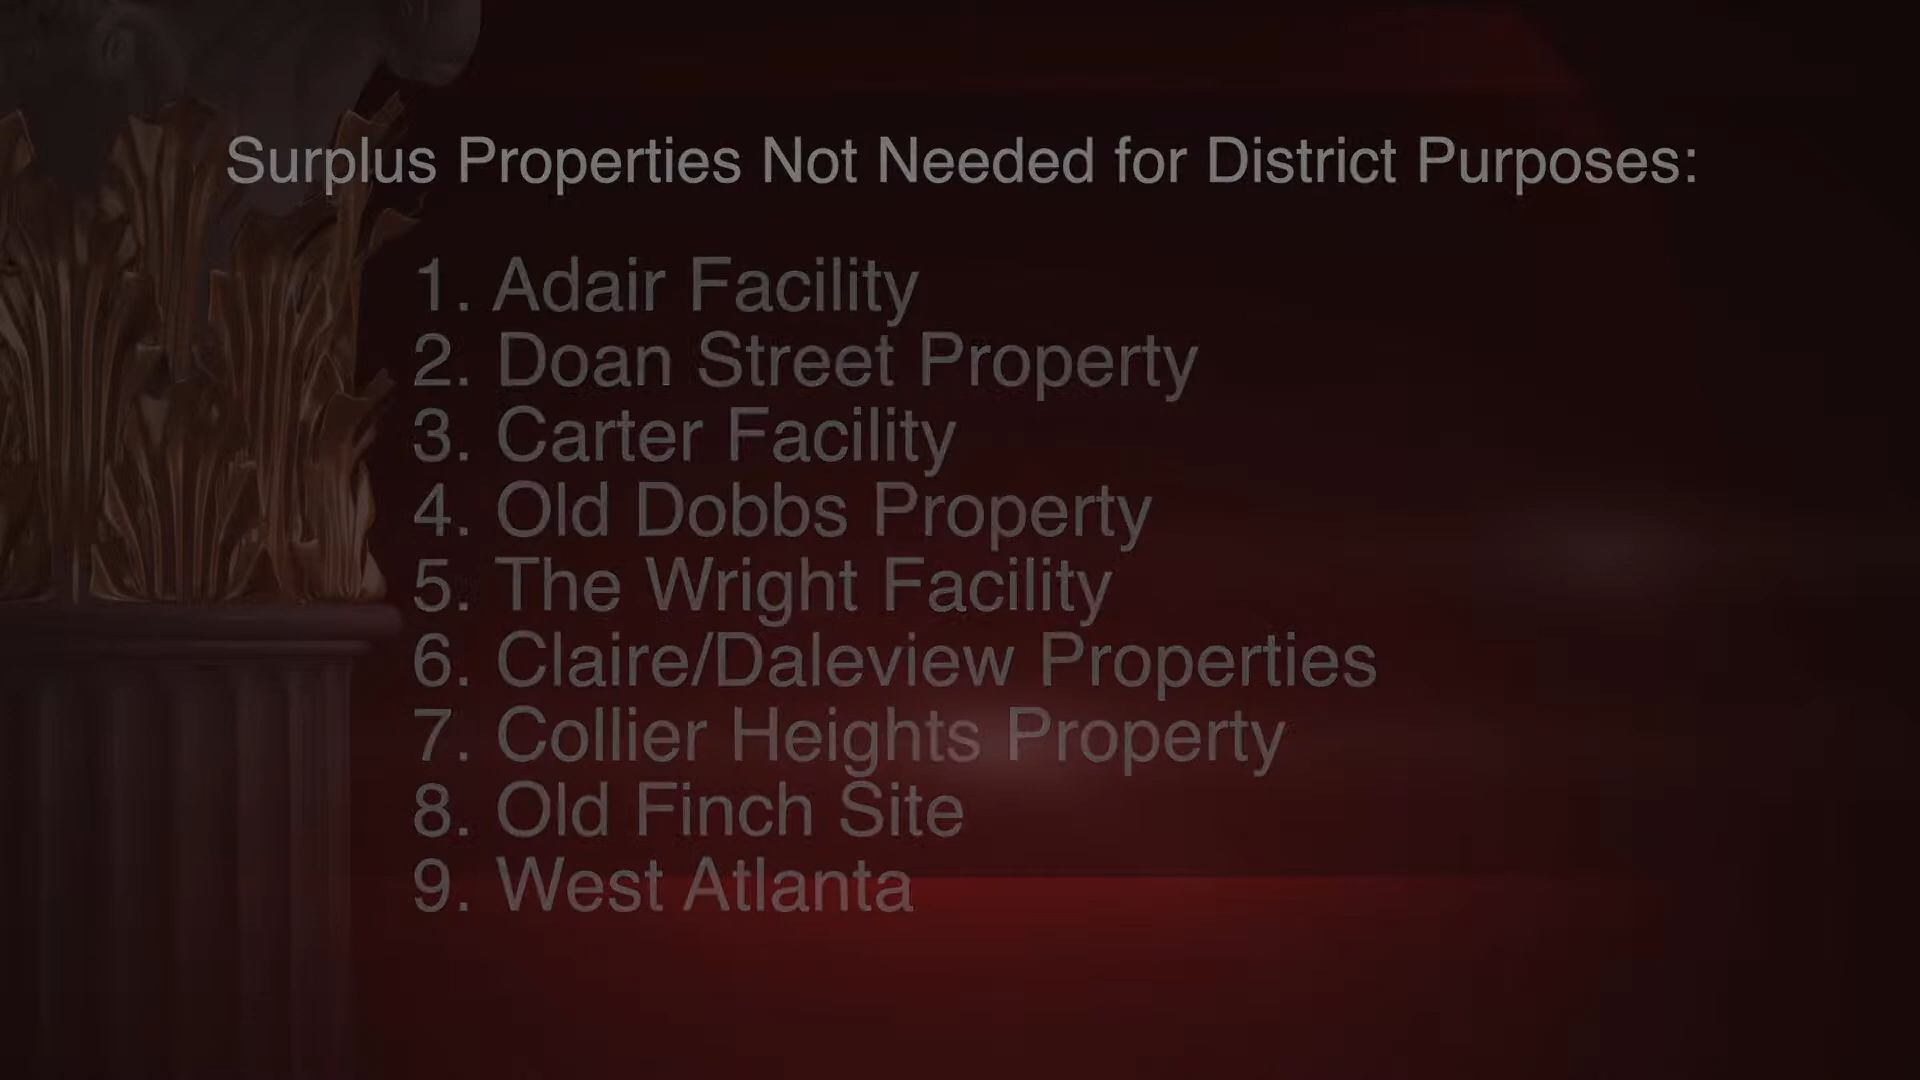 Surplus Properties Not Needed for District Purposes:
1. Adair Facility
2. Doan Street Property
3. Carter Facility
4. Old Dobbs Property
5. The Wright Facility
6. Claire/Daleview Properties
7. Collier Heights Property
8. Old Finch Site
9. West Atlanta